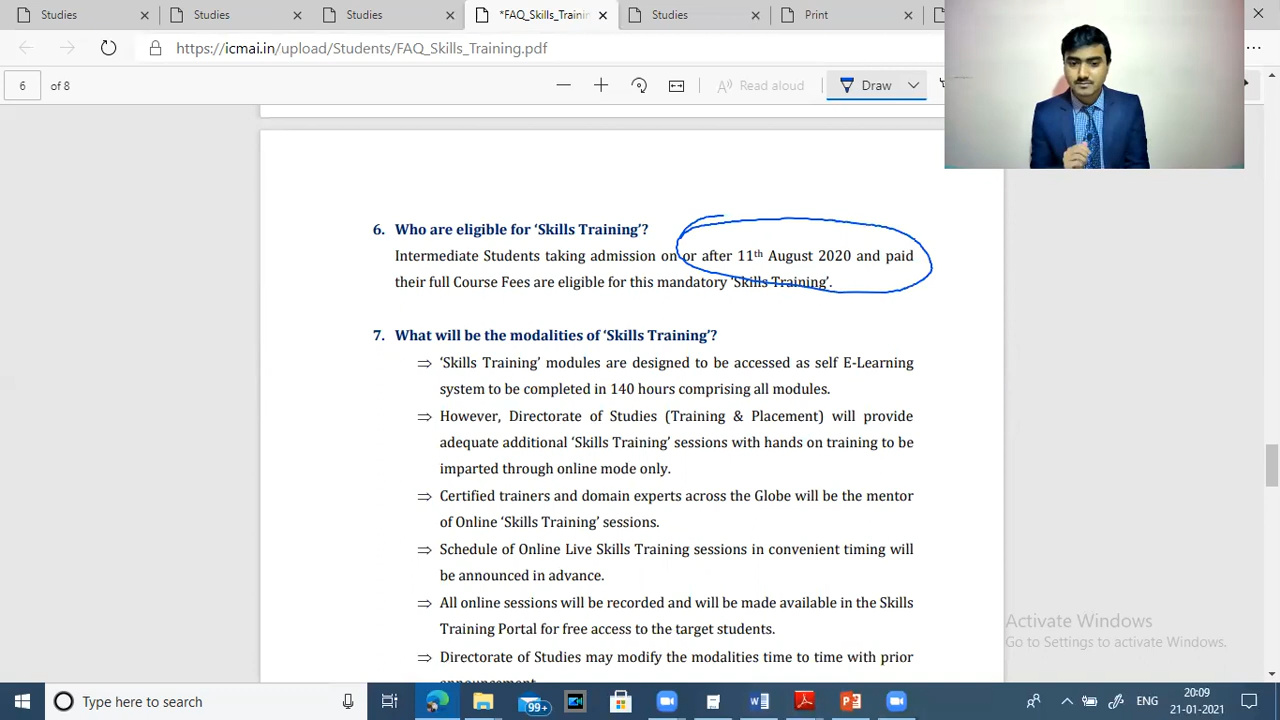 Studies
Studies
Studies
*FAQ_Skills_Trainin
Studies
Print
https://icmai.in/upload/Students/FAQ_Skills_Training.pdf
6 of 8
Read aloud
Draw
6. Who are eligible for ‘Skills Training’?
Intermediate Students taking admission on or after 11th August 2020 and paid
their full Course Fees are eligible for this mandatory ‘Skills Training’.
7. What will be the modalities of ‘Skills Training’?
⇒ ‘Skills Training’ modules are designed to be accessed as self E-Learning
system to be completed in 140 hours comprising all modules.
⇒ However, Directorate of Studies (Training & Placement) will provide
adequate additional ‘Skills Training’ sessions with hands on training to be
imparted through online mode only.
⇒ Certified trainers and domain experts across the Globe will be the mentor
of Online ‘Skills Training’ sessions.
⇒ Schedule of Online Live Skills Training sessions in convenient timing will
be announced in advance.
⇒ All online sessions will be recorded and will be made available in the Skills
Training Portal for free access to the target students.
⇒ Directorate of Studies may modify the modalities time to time with prior
announcement.
Activate Windows
Go to Settings to activate Windows.
Type here to search
99+
ENG
20:09
21-01-2021